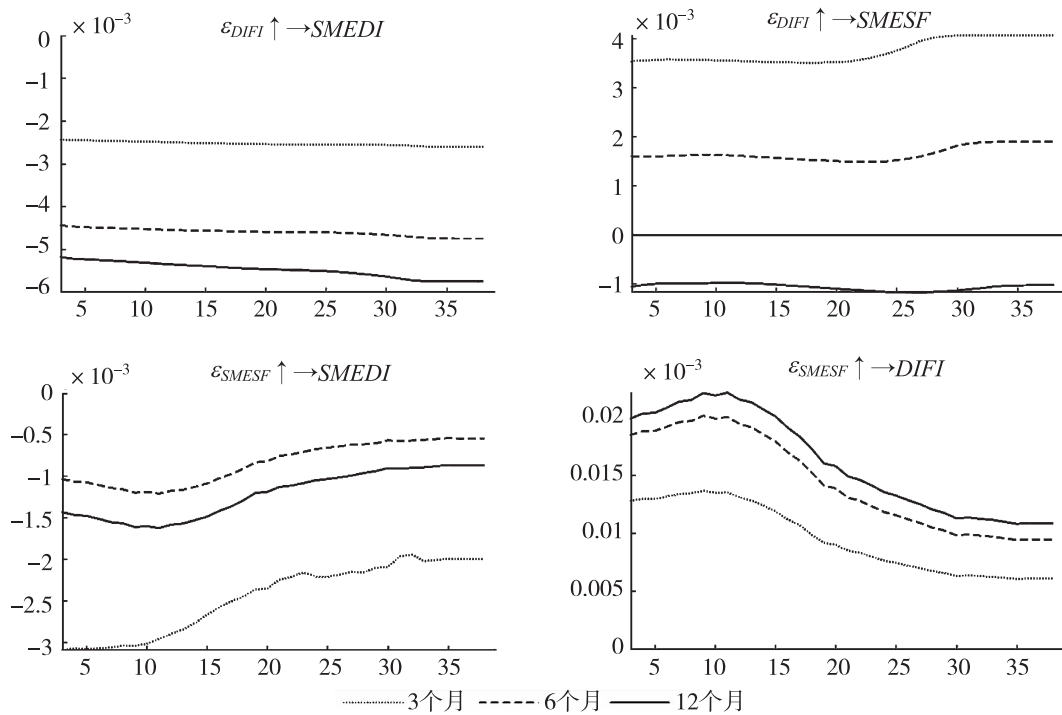 × 10⁻³ ε_DIFI ↑ → SMEDI
0
−1
−2
−3
−4
−5
−6
5 10 15 20 25 30 35
× 10⁻³ ε_DIFI ↑ → SMESF
4
3
2
1
0
−1
5 10 15 20 25 30 35
× 10⁻³ ε_SMESF ↑ → SMEDI
0
−0.5
−1
−1.5
−2
−2.5
−3
5 10 15 20 25 30 35
× 10⁻³ ε_SMESF ↑ → DIFI
0.02
0.015
0.01
0.005
0
5 10 15 20 25 30 35
3个月 6个月 12个月